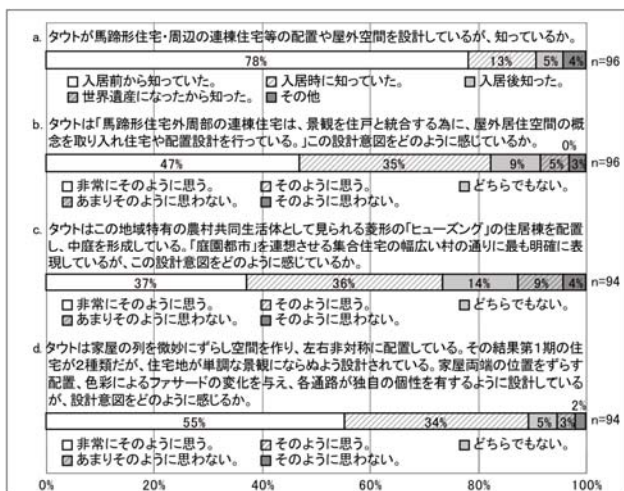 a. タウトが馬蹄形住宅・周辺の連棟住宅等の配置や屋外空間を設計しているが、知っているか。
78% 13% 5% 4% n=96
□入居前から知っていた。 入居時に知っていた。 入居後知った。
世界遺産になったから知った。 その他
b. タウトは「馬蹄形住宅外周部の連棟住宅は、景観を住戸と統合する為に、屋外居住空間の概
念を取り入れ住宅や配置設計を行っている。」この設計意図をどのように感じているか。
0%
47% 35% 9% 5% 3% n=96
□非常にそのように思う。 そのように思う。 どちらでもない。
あまりそのように思わない。 そのように思わない。
c. タウトはこの地域特有の農村共同生活体として見られる菱形の「ヒューズング」の住居棟を配置
し、中庭を形成している。「庭園都市」を連想させる集合住宅の幅広い村の通りに最も明確に表
現しているが、この設計意図をどのように感じているか。
37% 36% 14% 9% 4% n=94
□非常にそのように思う。 そのように思う。 どちらでもない。
あまりそのように思わない。 そのように思わない。
d. タウトは家屋の列を微妙にずらし空間を作り、左右非対称に配置している。その結果第1期の住
宅が2種類だが、住宅地が単調な景観にならぬよう設計されている。家屋両端の位置をずらす
配置、色彩によるファサードの変化を与え、各通路が独自の個性を有するように設計している
が、設計意図をどのように感じるか。
2%
55% 34% 5% 3% n=94
□非常にそのように思う。 そのように思う。 どちらでもない。
あまりそのように思わない。 そのように思わない。
0% 20% 40% 60% 80% 100%